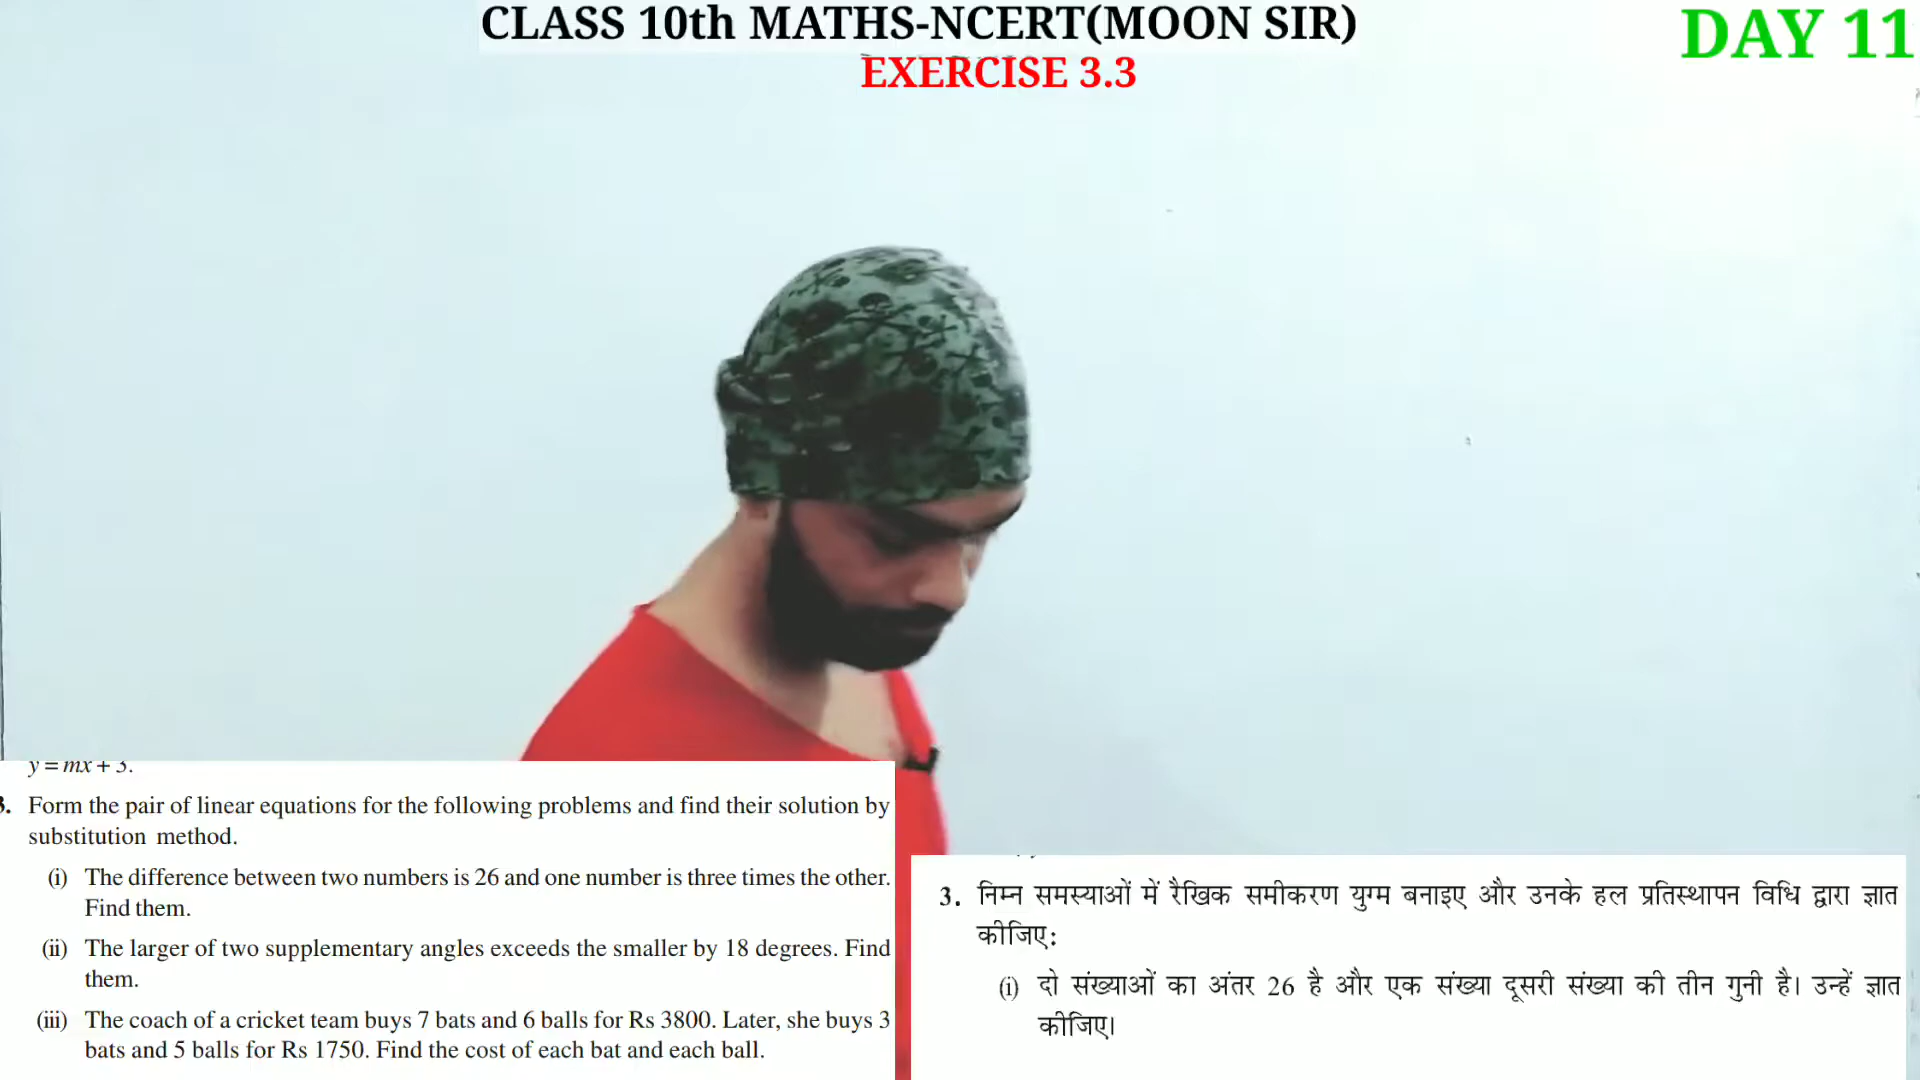 CLASS 10th MATHS-NCERT(MOON SIR)
DAY 11
EXERCISE 3.3
y = mx + 3.
3. Form the pair of linear equations for the following problems and find their solution by
substitution method.
(i) The difference between two numbers is 26 and one number is three times the other.
Find them.
(ii) The larger of two supplementary angles exceeds the smaller by 18 degrees. Find
them.
(iii) The coach of a cricket team buys 7 bats and 6 balls for Rs 3800. Later, she buys 3
bats and 5 balls for Rs 1750. Find the cost of each bat and each ball.
3. निम्न समस्याओं में रैखिक समीकरण युग्म बनाइए और उनके हल प्रतिस्थापन विधि द्वारा ज्ञात
कीजिए:
(i) दो संख्याओं का अंतर 26 है और एक संख्या दूसरी संख्या की तीन गुनी है। उन्हें ज्ञात
कीजिए।